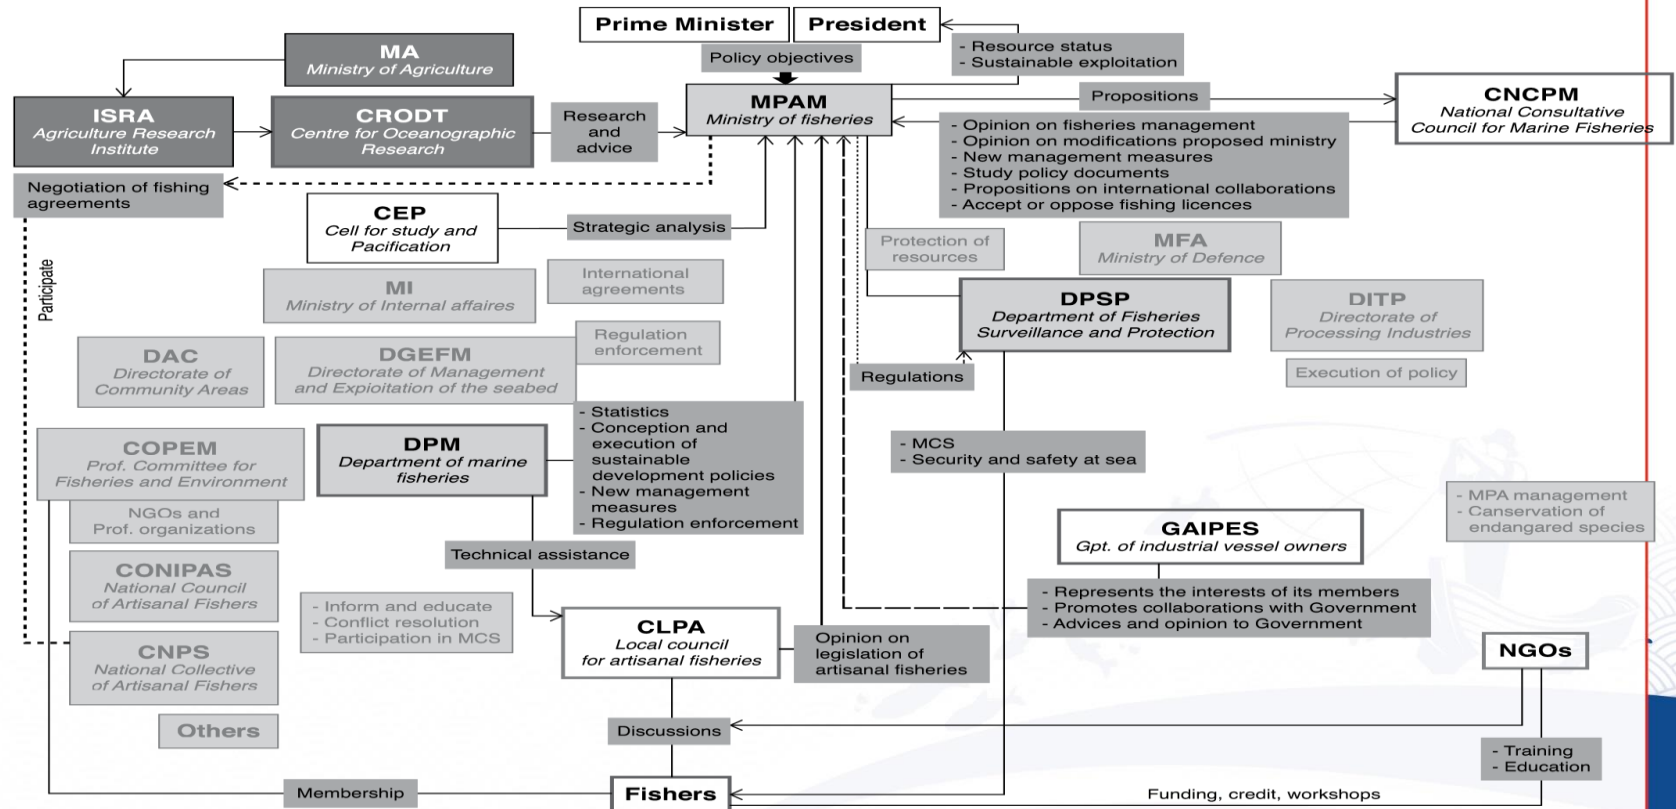 Prime Minister
President
Policy objectives
- Resource status
- Sustainable exploitation
MA
Ministry of Agriculture
ISRA
Agriculture Research
Institute
CRODT
Centre for Oceanographic
Research
Research
and
advice
MPAM
Ministry of fisheries
Propositions
CNCPM
National Consultative
Council for Marine Fisheries
- Opinion on fisheries management
- Opinion on modifications proposed ministry
- New management measures
- Study policy documents
- Propositions on international collaborations
- Accept or oppose fishing licences
Negotiation of fishing
agreements
Participate
CEP
Cell for study and
Pacification
Strategic analysis
Protection of
resources
MFA
Ministry of Defence
MI
Ministry of Internal affaires
International
agreements
DPSP
Department of Fisheries
Surveillance and Protection
DITP
Directorate of
Processing Industries
Execution of policy
DAC
Directorate of
Community Areas
DGEFM
Directorate of Management
and Expioitation of the seabed
Regulation
enforcement
Regulations
COPEM
Prof. Committee for
Fisheries and Environment
NGOs and
Prof. organizations
DPM
Department of marine
fisheries
- Statistics
- Conception and
execution of
sustainable
development policies
- New management
measures
- Regulation enforcement
- MCS
- Security and safety at sea
- MPA management
- Canservation of
endangared species
Technical assistance
GAIPES
Gpt. of industrial vessel owners
- Represents the interests of its members
- Promotes collaborations with Government
- Advices and opinion to Government
CONIPAS
National Council
of Artisanal Fishers
- Inform and educate
- Conflict resolution
- Participation in MCS
CLPA
Local council
for artisanal fisheries
Opinion on
legislation of
artisanal fisheries
CNPS
National Collective
of Artisanal Fishers
Others
NGOs
Discussions
- Training
- Education
Membership
Fishers
Funding, credit, workshops